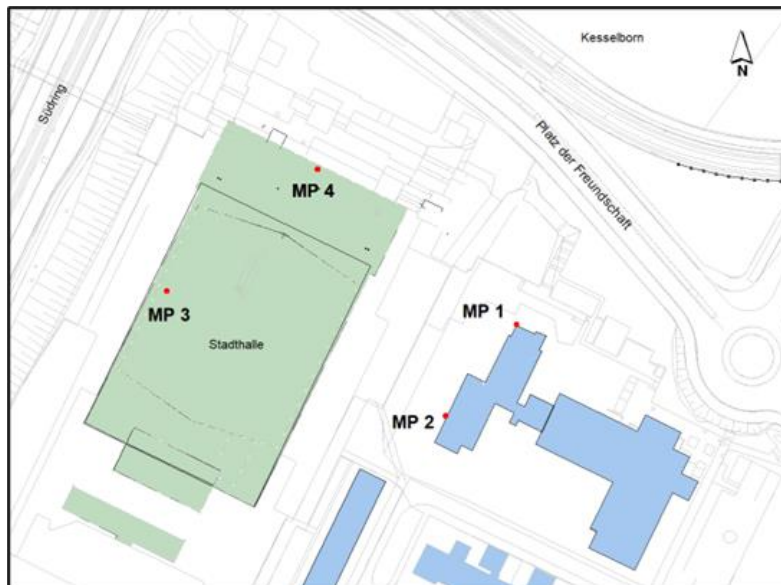 Kesselborn
N
Südring
Platz der Freundschaft
MP 4
MP 3
MP 1
Stadthalle
MP 2